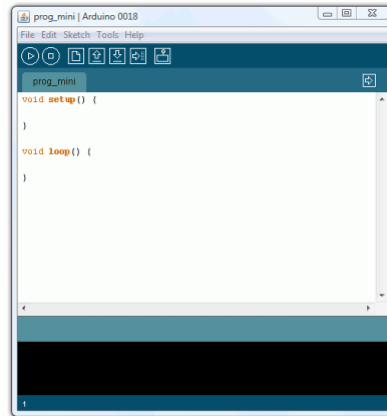 prog_mini | Arduino 0018
File Edit Sketch Tools Help
prog_mini
void setup() {
}
void loop() {
}
1